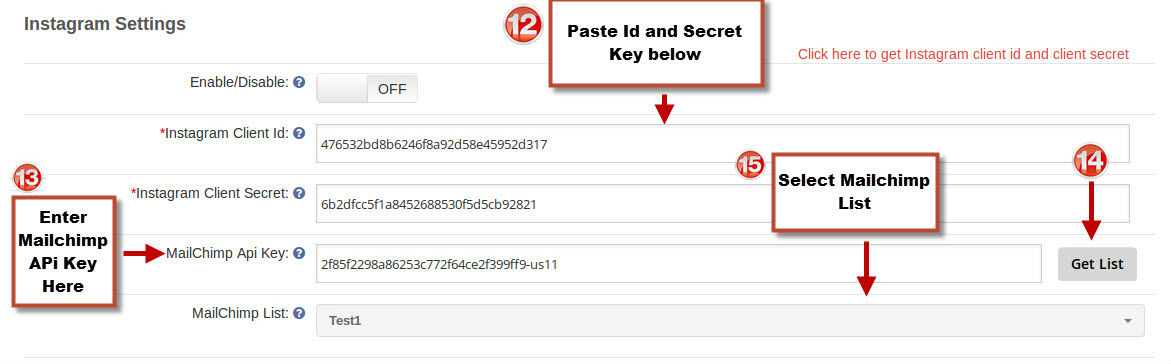 Instagram Settings
12
Paste Id and Secret
Key below
Click here to get Instagram client id and client secret
Enable/Disable: ?
OFF
*Instagram Client Id: ?
476532bd8b6246f8a92d58e45952d317
13
15
Select Mailchimp
List
14
*Instagram Client Secret: ?
6b2dfcc5f1a8452688530f5d5cb92821
Enter
Mailchimp
APi Key
Here
MailChimp Api Key: ?
2f85f2298a86253c772f64ce2f399ff9-us11
Get List
MailChimp List: ?
Test1